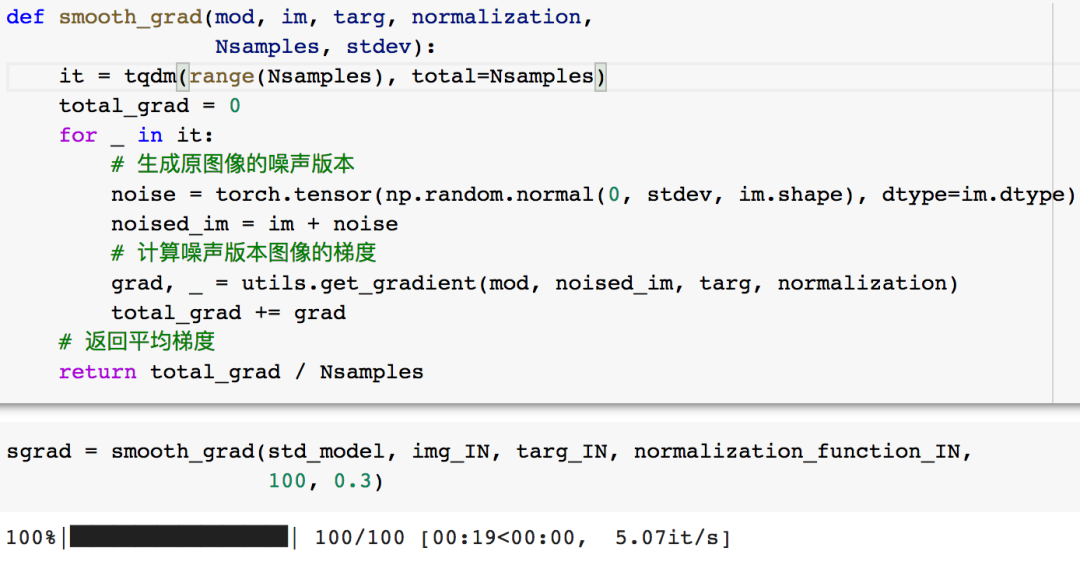 def smooth_grad(mod, im, targ, normalization,
                Nsamples, stdev):
    it = tqdm(range(Nsamples), total=Nsamples)
    total_grad = 0
    for _ in it:
        # 生成原图像的噪声版本
        noise = torch.tensor(np.random.normal(0, stdev, im.shape), dtype=im.dtype)
        noised_im = im + noise
        # 计算噪声版本图像的梯度
        grad, _ = utils.get_gradient(mod, noised_im, targ, normalization)
        total_grad += grad
    # 返回平均梯度
    return total_grad / Nsamples
sgrad = smooth_grad(std_model, img_IN, targ_IN, normalization_function_IN,
                    100, 0.3)
100%|██████████| 100/100 [00:19<00:00,  5.07it/s]